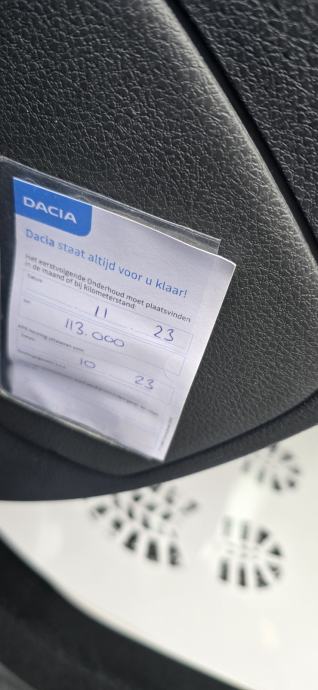 DACIA
Dacia staat altijd voor u klaar!
Het eerstvolgende Onderhoud moet plaatsvinden
in de maand of bij kilometerstand:
11 23
113.000
10 23